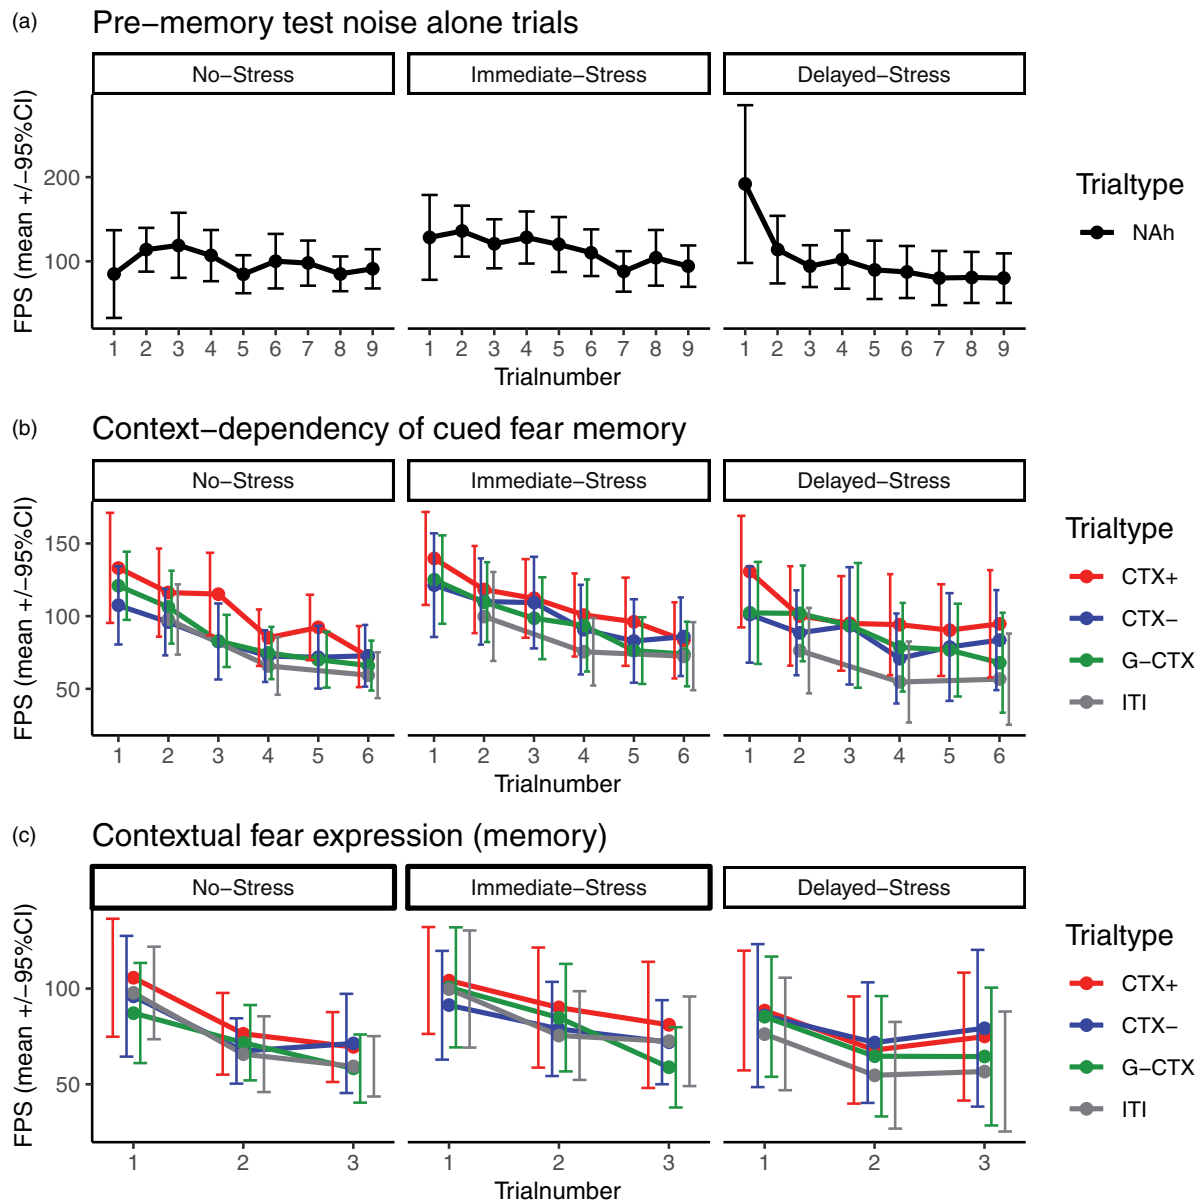 (a) Pre−memory test noise alone trials
No−Stress Immediate−Stress Delayed−Stress
FPS (mean +/−95%CI)
200
100
1 2 3 4 5 6 7 8 9 1 2 3 4 5 6 7 8 9 1 2 3 4 5 6 7 8 9
Trialnumber
Trialtype
NAh
(b) Context−dependency of cued fear memory
No−Stress Immediate−Stress Delayed−Stress
FPS (mean +/−95%CI)
150
100
50
1 2 3 4 5 6 1 2 3 4 5 6 1 2 3 4 5 6
Trialnumber
Trialtype
CTX+
CTX−
G−CTX
ITI
(c) Contextual fear expression (memory)
No−Stress Immediate−Stress Delayed−Stress
FPS (mean +/−95%CI)
100
50
1 2 3 1 2 3 1 2 3
Trialnumber
Trialtype
CTX+
CTX−
G−CTX
ITI